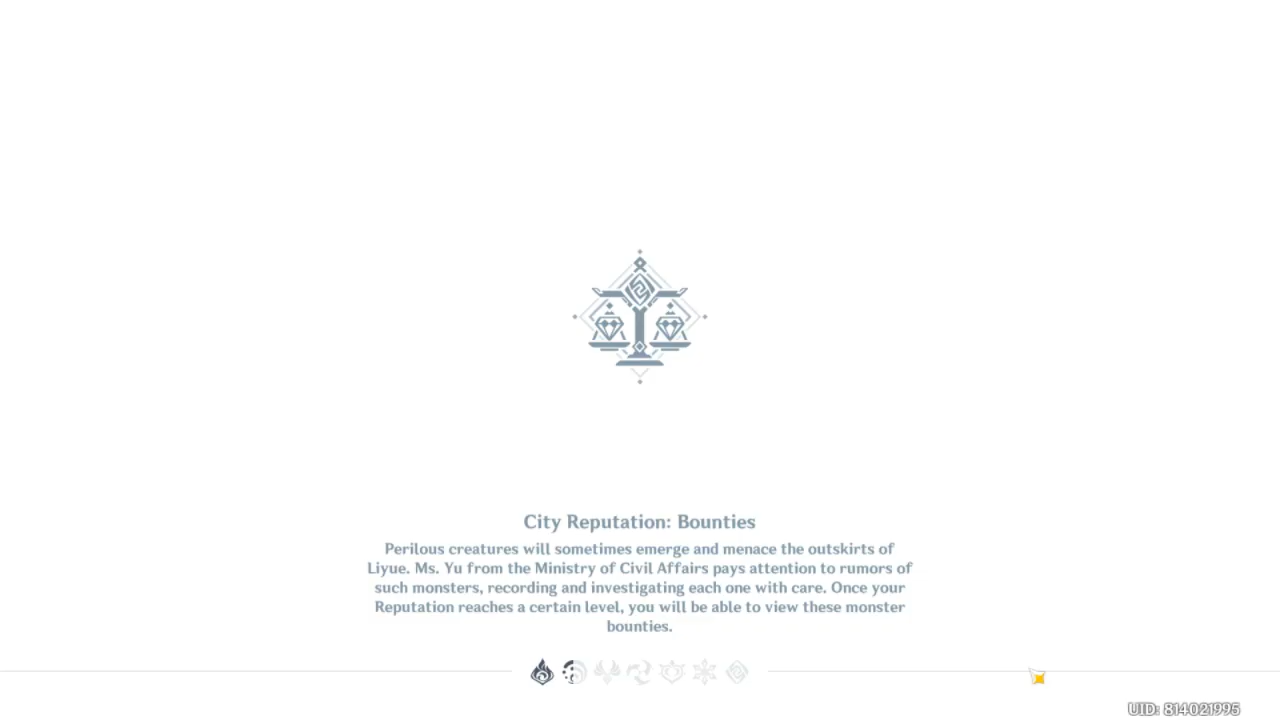 City Reputation: Bounties
Perilous creatures will sometimes emerge and menace the outskirts of
Liyue. Ms. Yu from the Ministry of Civil Affairs pays attention to rumors of
such monsters, recording and investigating each one with care. Once your
Reputation reaches a certain level, you will be able to view these monster
bounties.
UID: 814021995